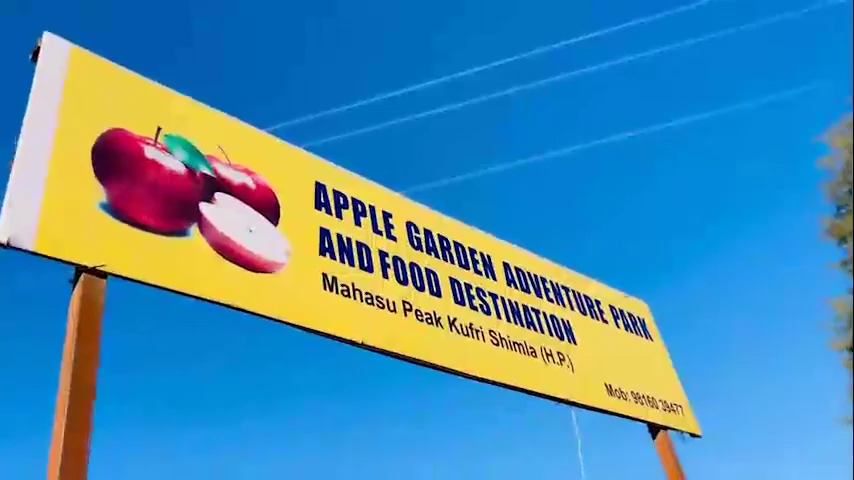 APPLE GARDEN ADVENTURE PARK
AND FOOD DESTINATION
Mahasu Peak Kufri Shimla (H.P.)
Mob: 98160 39477